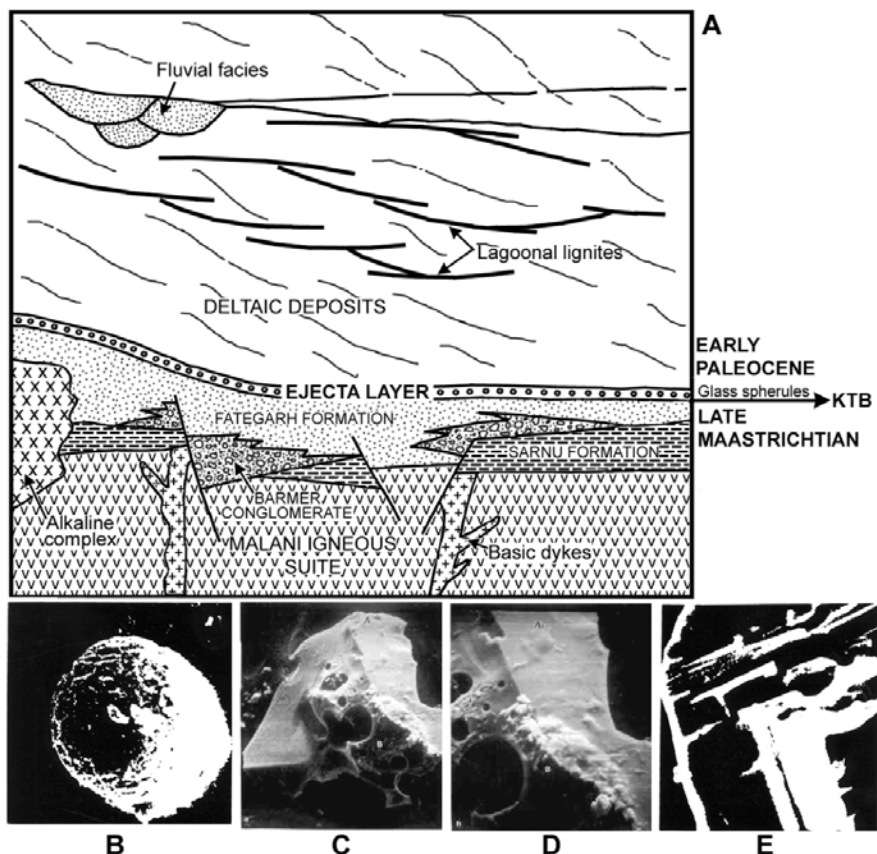 A
Fluvial facies
Lagoonal lignites
DELTAIC DEPOSITS
EARLY
PALEOCENE
EJECTA LAYER
Glass spherules
KTB
FATEGARH FORMATION
LATE
MAASTRICHTIAN
SARNU FORMATION
BARMER
CONGLOMERATE
Alkaline
complex
MALANI IGNEOUS
SUITE
Basic dykes
A
B
A
B
b
B
C
D
E